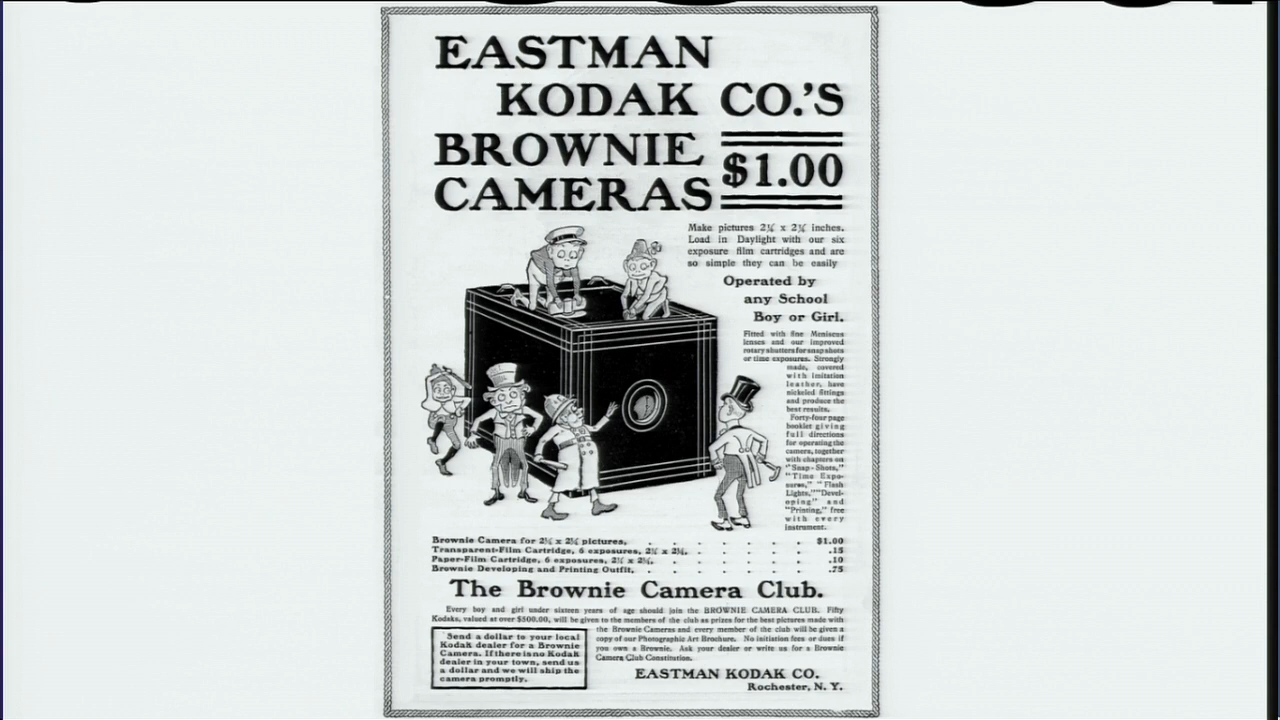 EASTMAN
KODAK CO.'S
BROWNIE
CAMERAS
$1.00
Make pictures 2¼ x 2¼ inches.
Load in Daylight with our six
exposure film cartridges and are
so simple they can be easily
Operated by
any School
Boy or Girl.
Fitted with fine Meniscus
lenses and our improved
rotary shutters for snap shots
or time exposures. Strongly
made, covered
with imitation
leather, have
nickeled fittings
and produce the
best results.
Forty-four page
booklet giving
full directions
for operating the
camera, together
with chapters on
"Snap-Shots,"
"Time Expo-
sures," "Flash
Lights," "Devel-
oping" and
"Printing," free
with every
instrument.
Brownie Camera for 2¼ x 2¼ pictures, . . . . . . $1.00
Transparent-Film Cartridge, 6 exposures, 2¼ x 2¼, . . . . . .15
Paper-Film Cartridge, 6 exposures, 2¼ x 2¼, . . . . . . .10
Brownie Developing and Printing Outfit, . . . . . . .75
The Brownie Camera Club.
Every boy and girl under sixteen years of age should join the BROWNIE CAMERA CLUB. Fifty
Kodaks, valued at over $500.00, will be given to the members of the club as prizes for the best pictures made with
the Brownie Cameras and every member of the club will be given a
copy of our Photographic Art Brochure. No initiation fees or dues if
you own a Brownie. Ask your dealer or write us for a Brownie
Camera Club Constitution.
Send a dollar to your local
Kodak dealer for a Brownie
Camera. If there is no Kodak
dealer in your town, send us
a dollar and we will ship the
camera promptly.
EASTMAN KODAK CO.
Rochester, N. Y.